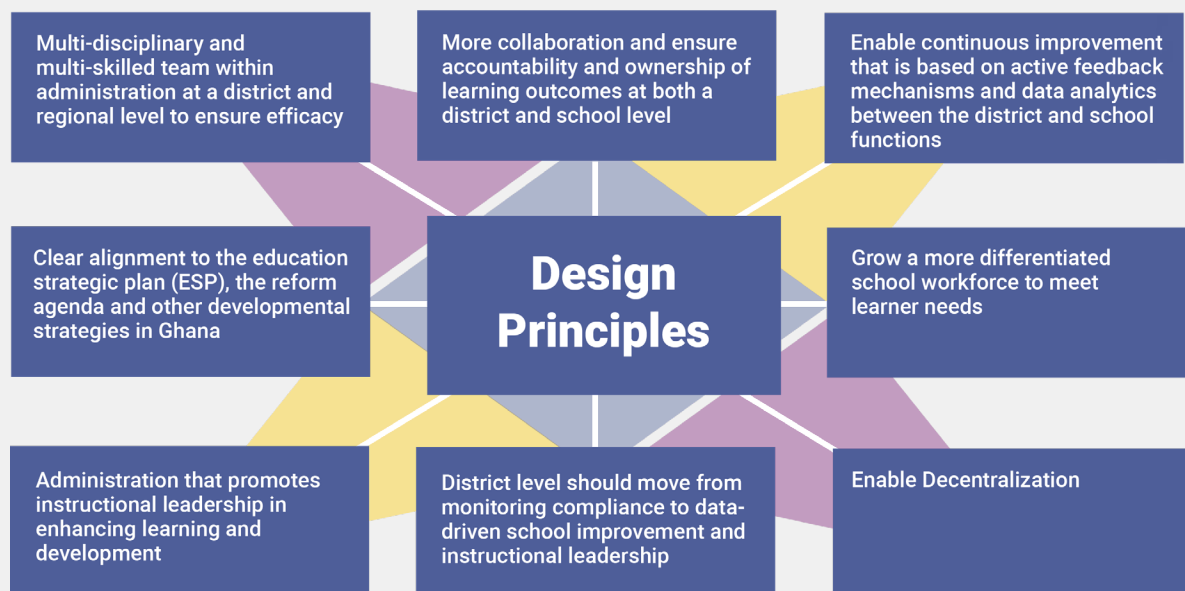 Multi-disciplinary and
multi-skilled team within
administration at a district and
regional level to ensure efficacy
More collaboration and ensure
accountability and ownership of
learning outcomes at both a
district and school level
Enable continuous improvement
that is based on active feedback
mechanisms and data analytics
between the district and school
functions
Clear alignment to the education
strategic plan (ESP), the reform
agenda and other developmental
strategies in Ghana
Design
Principles
Grow a more differentiated
school workforce to meet
learner needs
Administration that promotes
instructional leadership in
enhancing learning and
development
District level should move from
monitoring compliance to data-
driven school improvement and
instructional leadership
Enable Decentralization